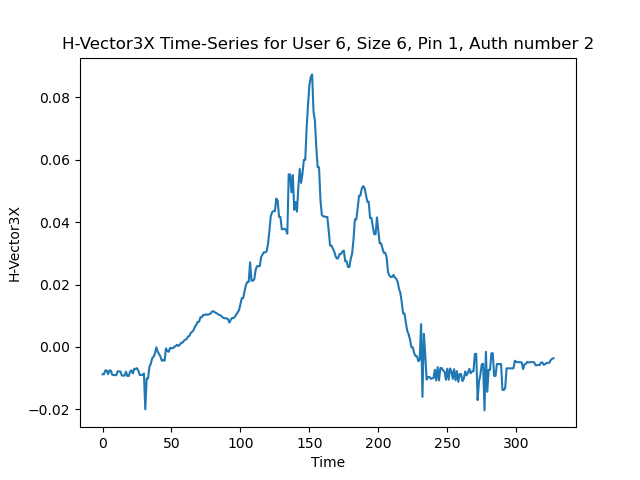 H-Vector3X Time-Series for User 6, Size 6, Pin 1, Auth number 2
H-Vector3X
0.08
0.06
0.04
0.02
0.00
−0.02
0 50 100 150 200 250 300
Time